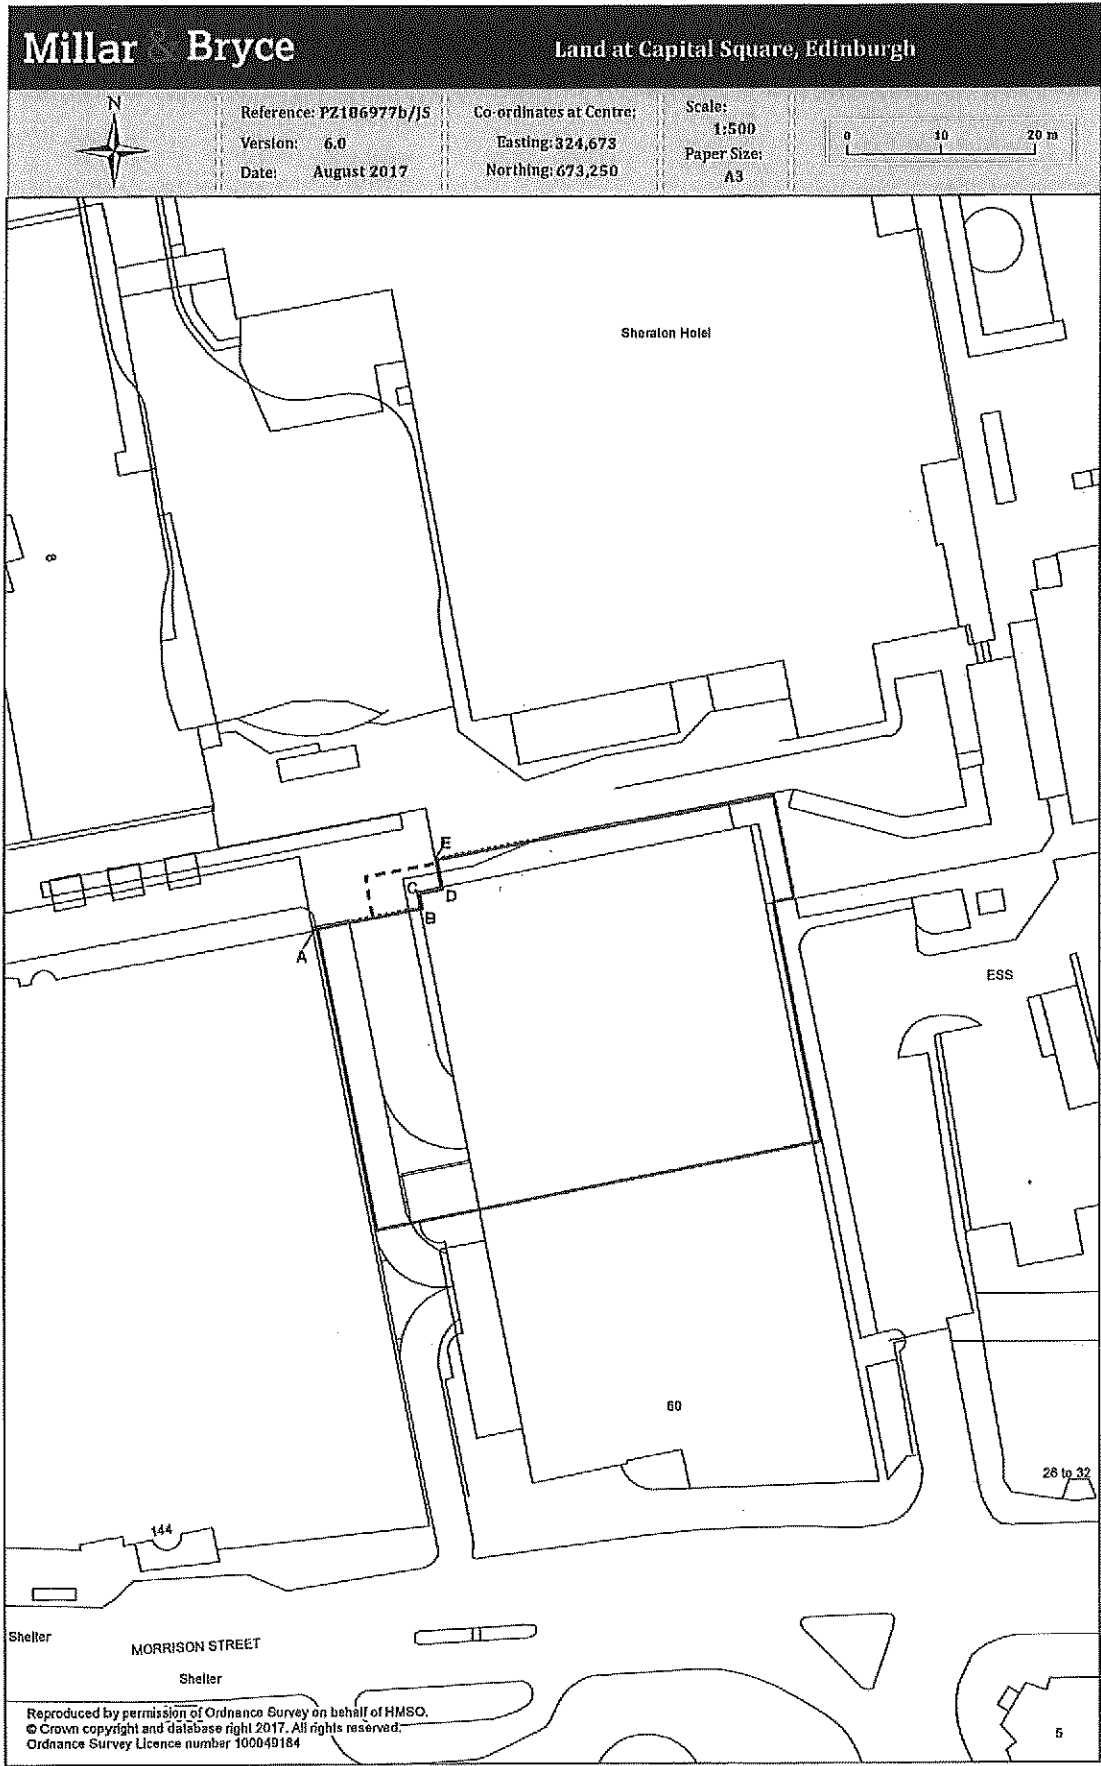 Millar & Bryce
Land at Capital Square, Edinburgh
N
Reference: PZ186977b/JS
Version: 6.0
Date: August 2017
Co-ordinates at Centre:
Easting: 324,673
Northing: 673,250
Scale:
1:500
Paper Size:
A3
0 10 20 m
Sheraton Hotel
8
E
C
D
B
A
ESS
60
26 to 32
144
Shelter
MORRISON STREET
Shelter
5
Reproduced by permission of Ordnance Survey on behalf of HMSO.
© Crown copyright and database right 2017. All rights reserved.
Ordnance Survey Licence number 100049184